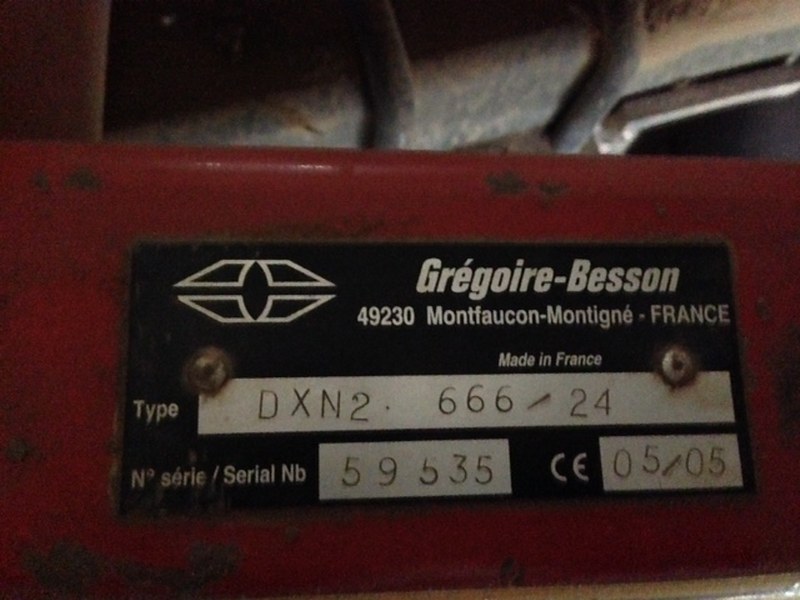 Grégoire-Besson
49230 Montfaucon-Montigné - FRANCE
Made in France
Type DXN2. 666-24
N° série / Serial Nb 59535 CE 05/05